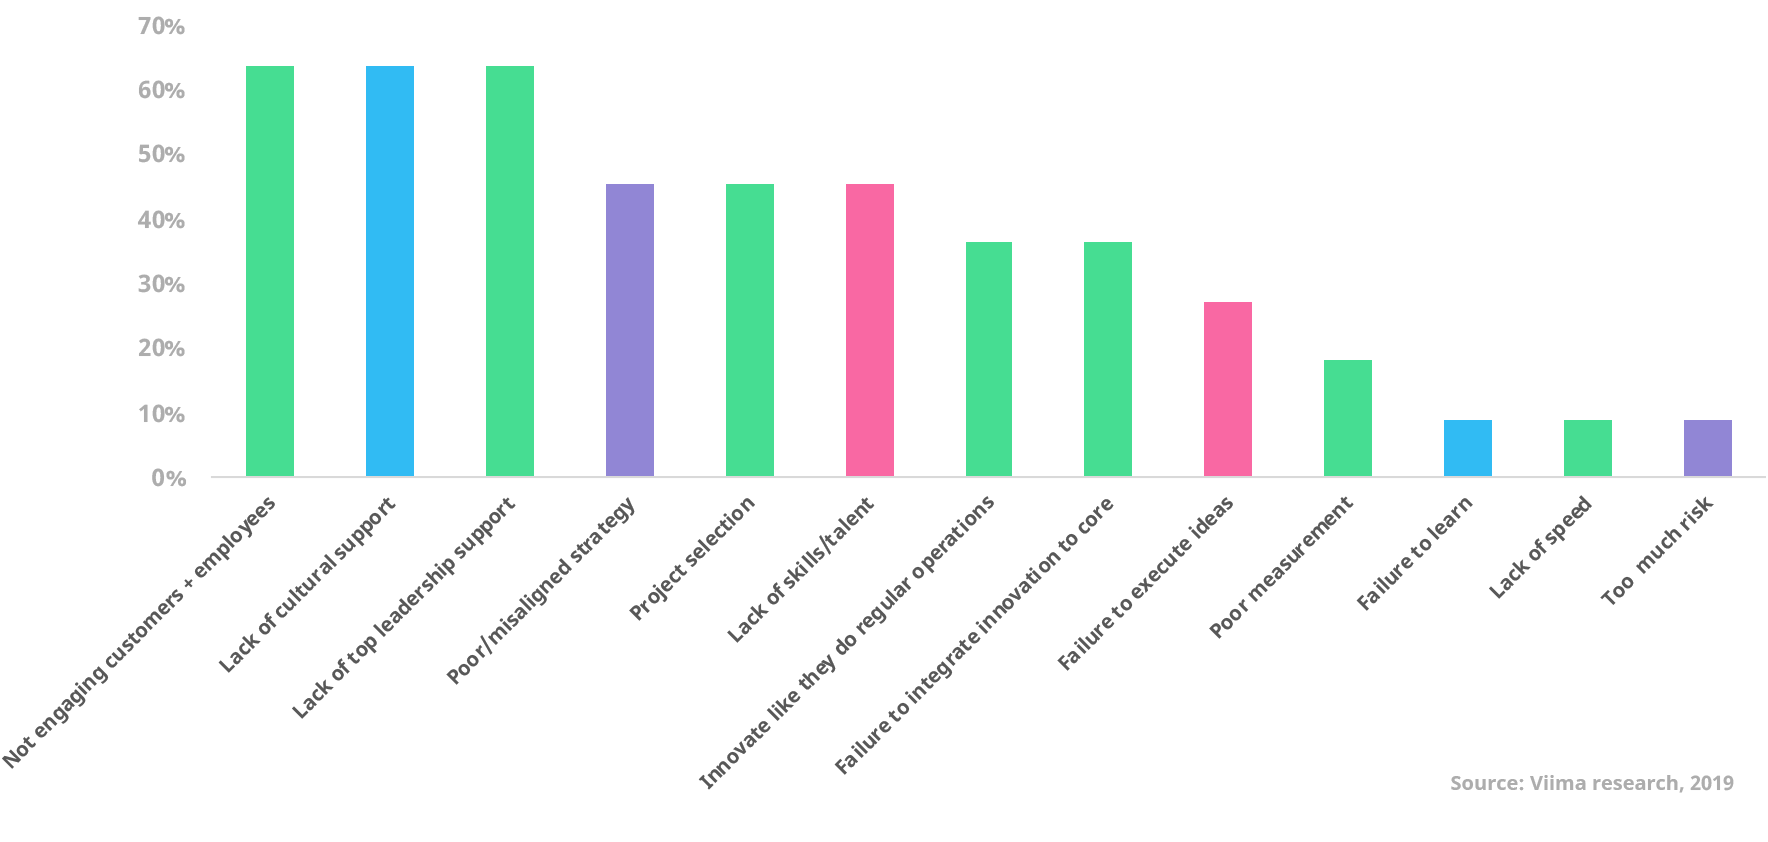 70%
60%
50%
40%
30%
20%
10%
0%
Not engaging customers + employees
Lack of cultural support
Lack of top leadership support
Poor/misaligned strategy
Project selection
Lack of skills/talent
Innovate like they do regular operations
Failure to integrate innovation to core
Failure to execute ideas
Poor measurement
Failure to learn
Lack of speed
Too much risk
Source: Viima research, 2019